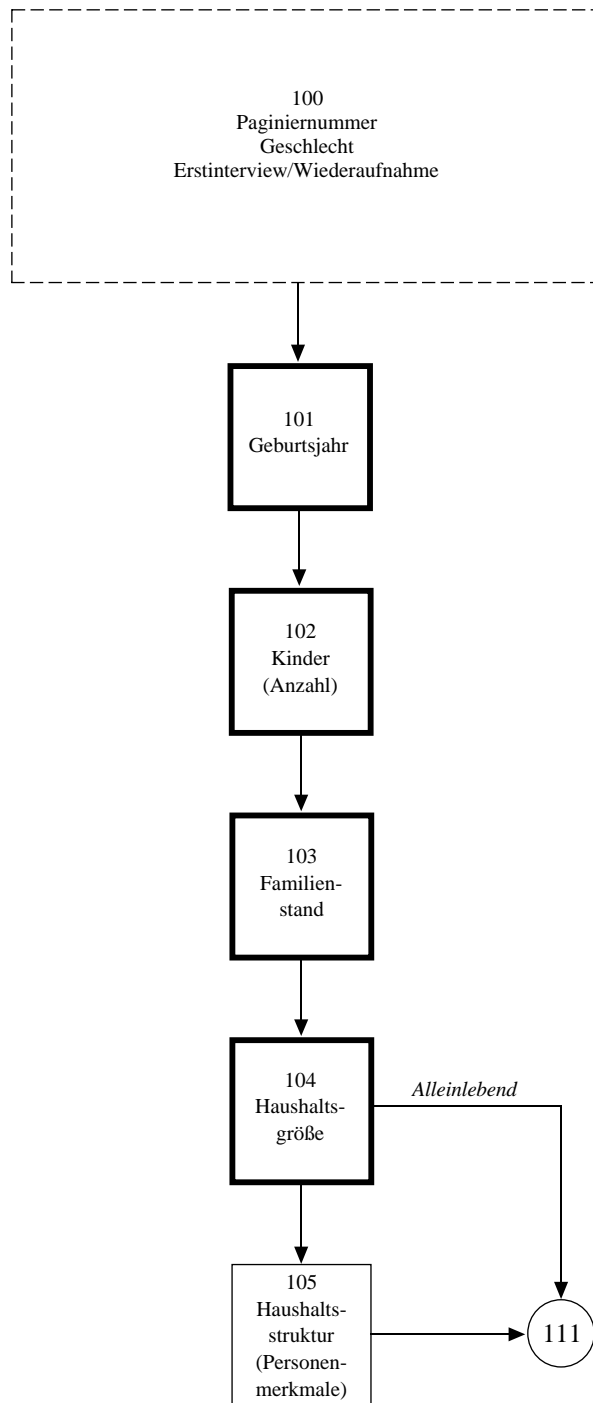 100
Paginiernummer
Geschlecht
Erstinterview/Wiederaufnahme
101
Geburtsjahr
102
Kinder
(Anzahl)
103
Familien-
stand
104
Haushalts-
größe
Alleinlebend
105
Haushalts-
struktur
(Personen-
merkmale)
111